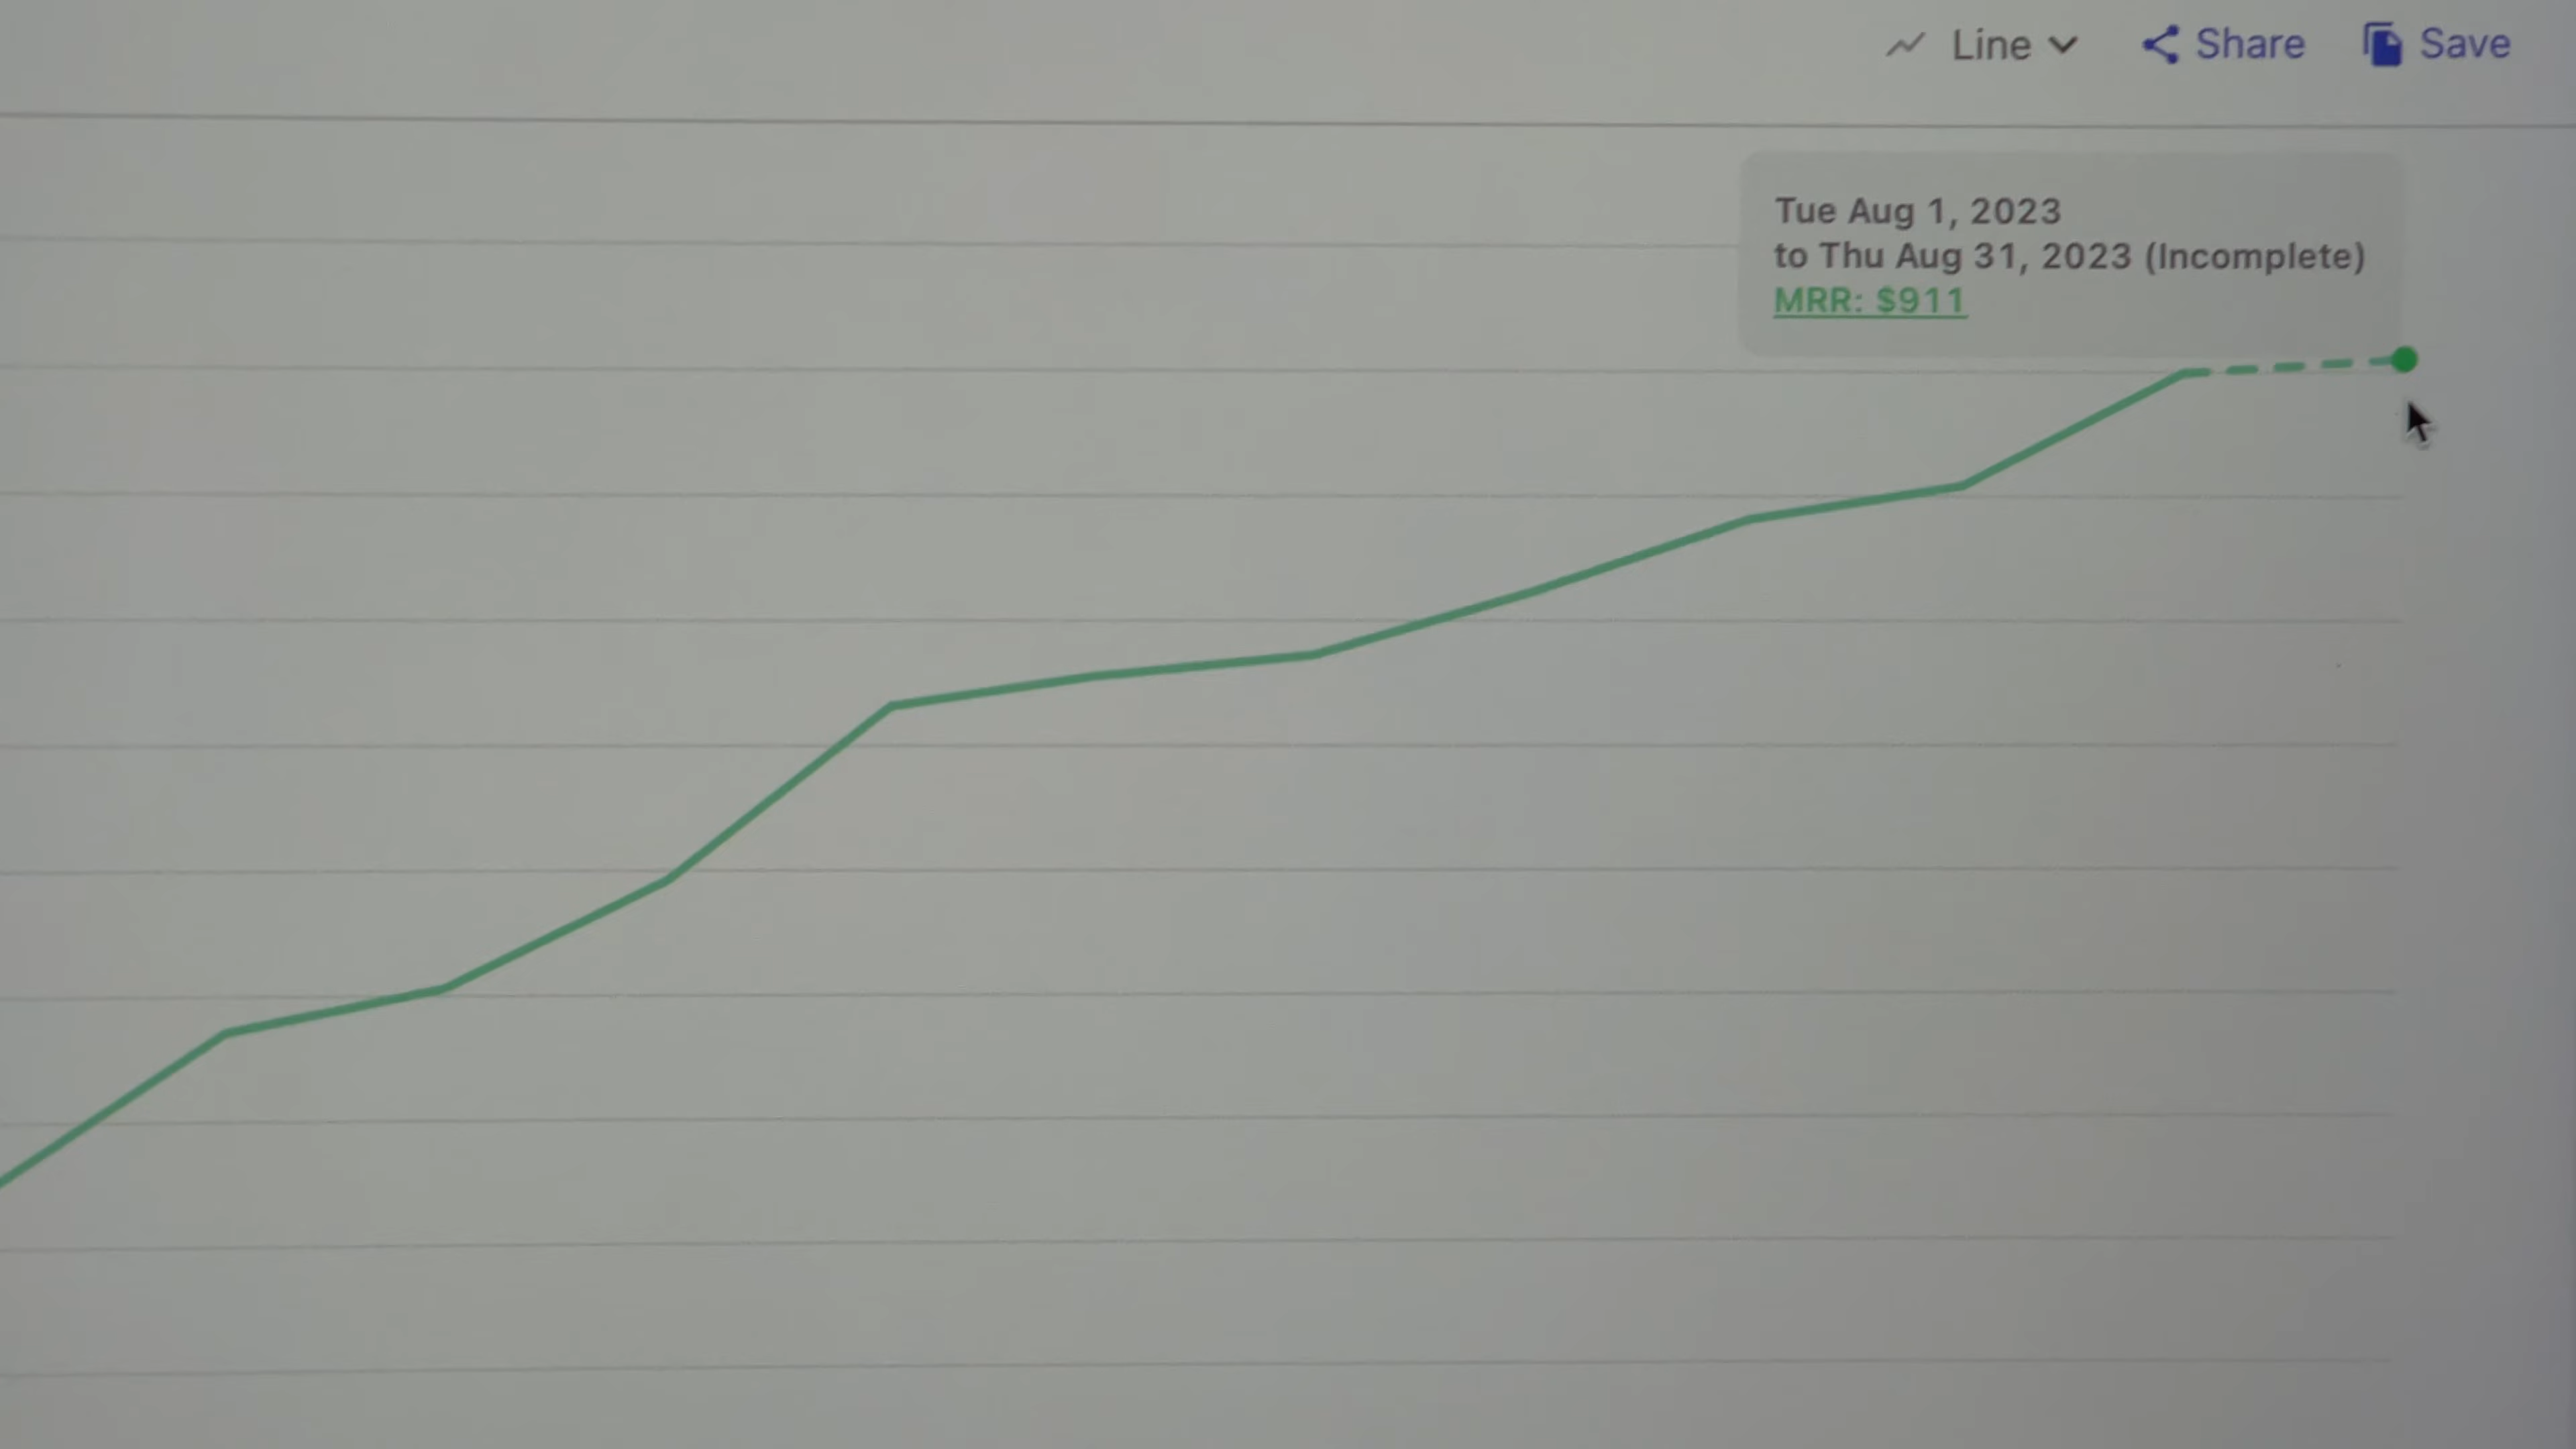 Line
Share
Save
Tue Aug 1, 2023
to Thu Aug 31, 2023 (Incomplete)
MRR: $911